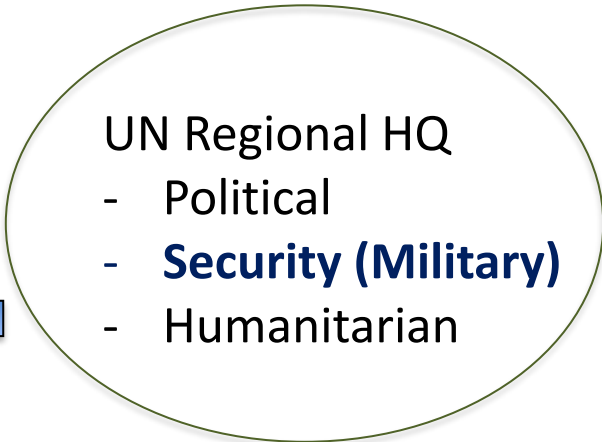 UN Regional HQ
- Political
- Security (Military)
- Humanitarian